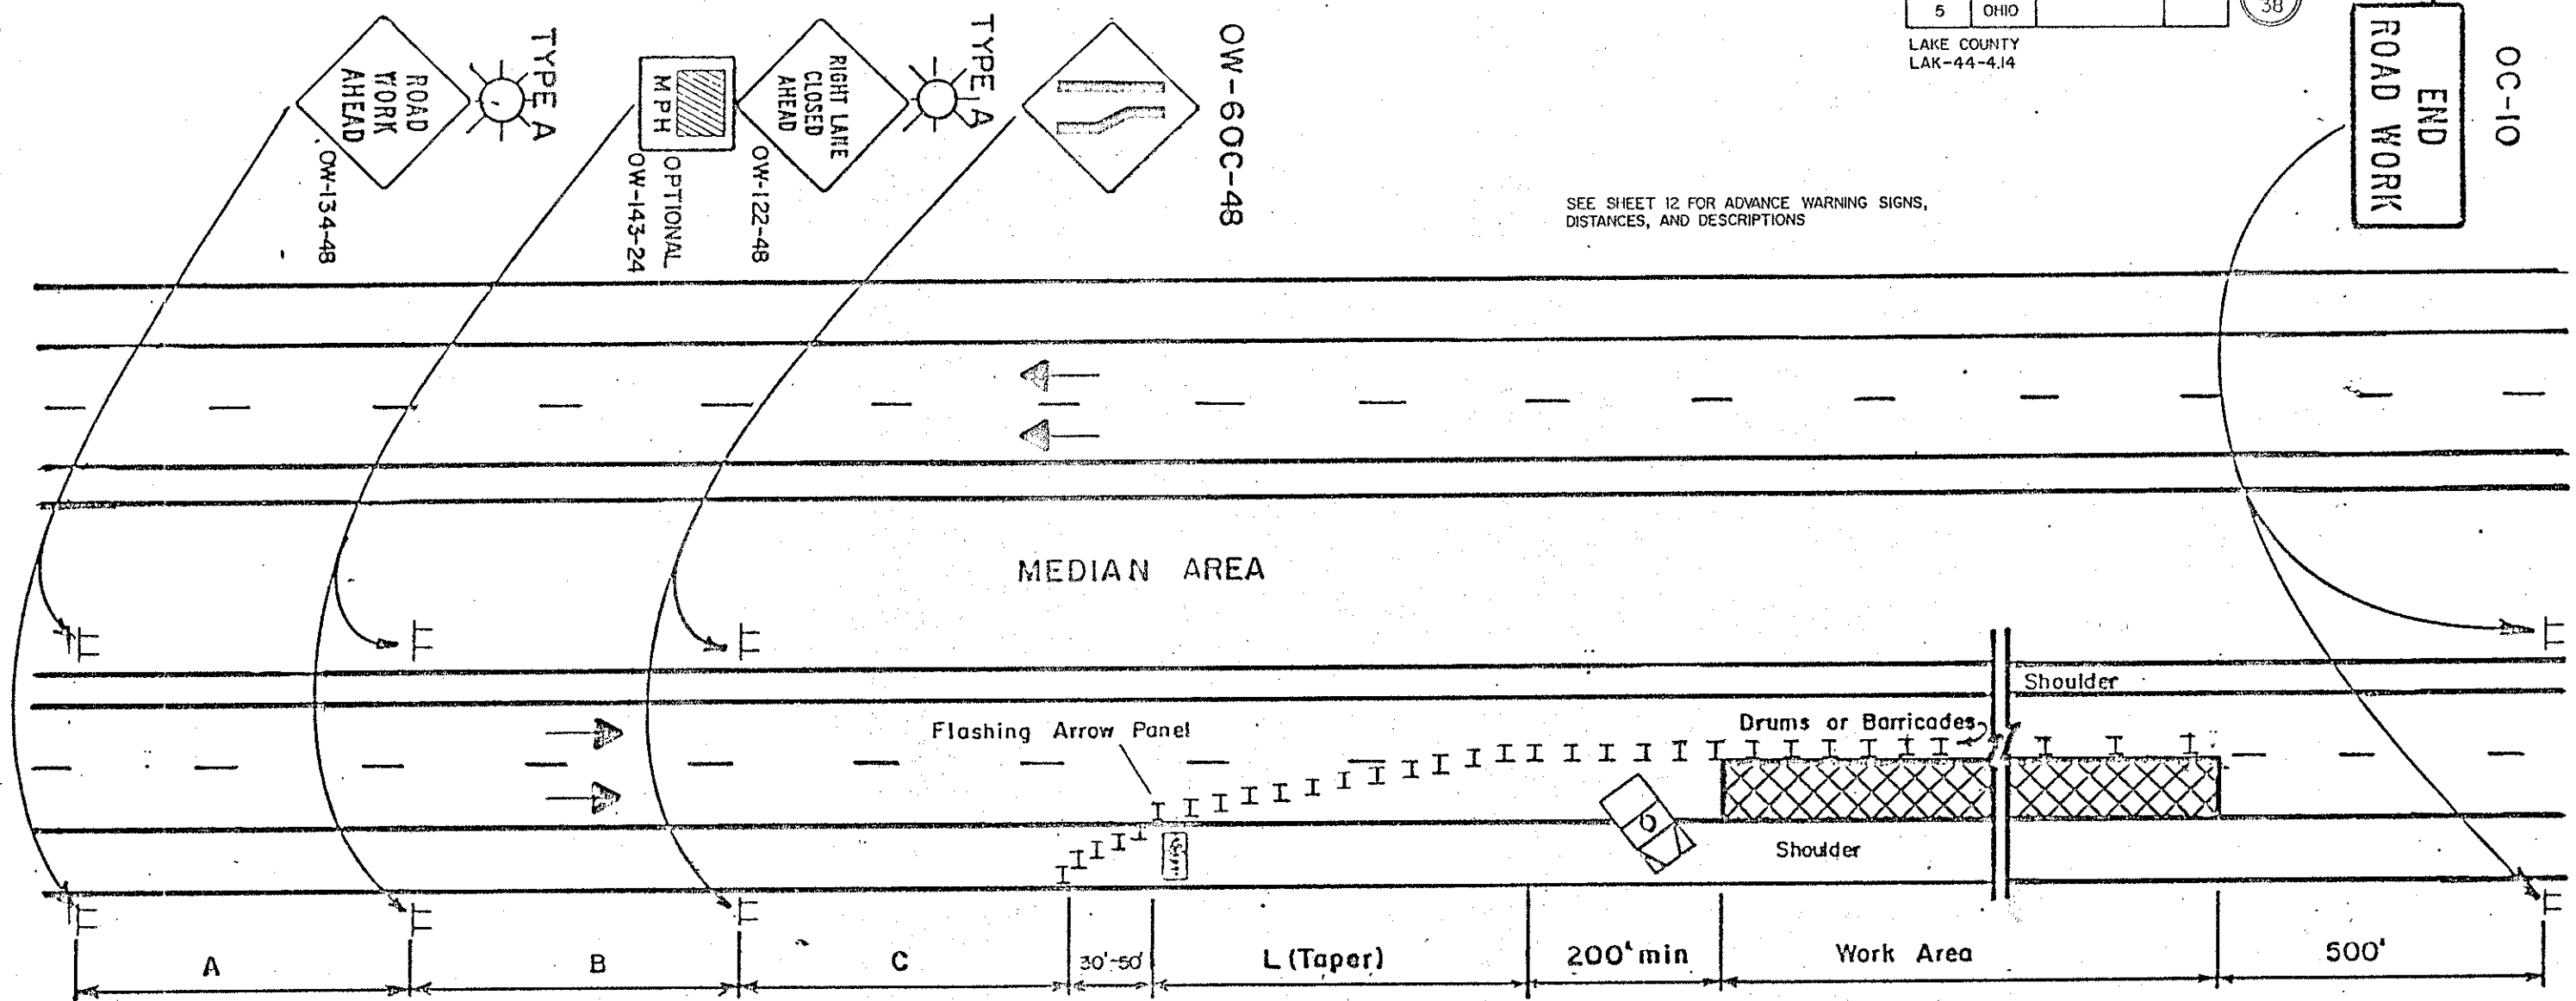 5 OHIO
38
LAKE COUNTY
LAK-44-4.14
OC-10
END
ROAD WORK
TYPE A
ROAD
WORK
AHEAD
OW-134-48
TYPE A
RIGHT LANE
CLOSED
AHEAD
MPH
OW-122-48
OPTIONAL
OW-143-24
OW-60C-48
SEE SHEET 12 FOR ADVANCE WARNING SIGNS,
DISTANCES, AND DESCRIPTIONS
MEDIAN AREA
Shoulder
Flashing Arrow Panel
Drums or Barricades
Shoulder
A
B
C
30'-50'
L (Taper)
200' min
Work Area
500'